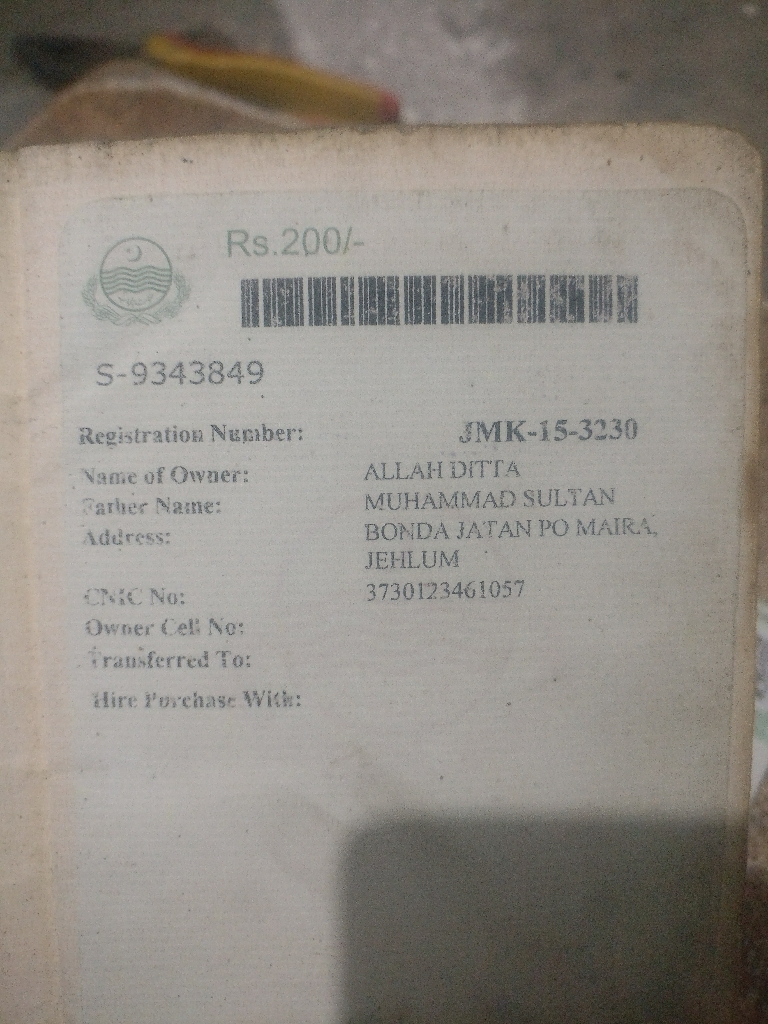 Rs.200/-
S-9343849
Registration Number: JMK-15-3230
Name of Owner: ALLAH DITTA
Father Name: MUHAMMAD SULTAN
Address: BONDA JATAN PO MAIRA,
JEHLUM
CNIC No: 3730123461057
Owner Cell No:
Transferred To:
Hire Purchase With: